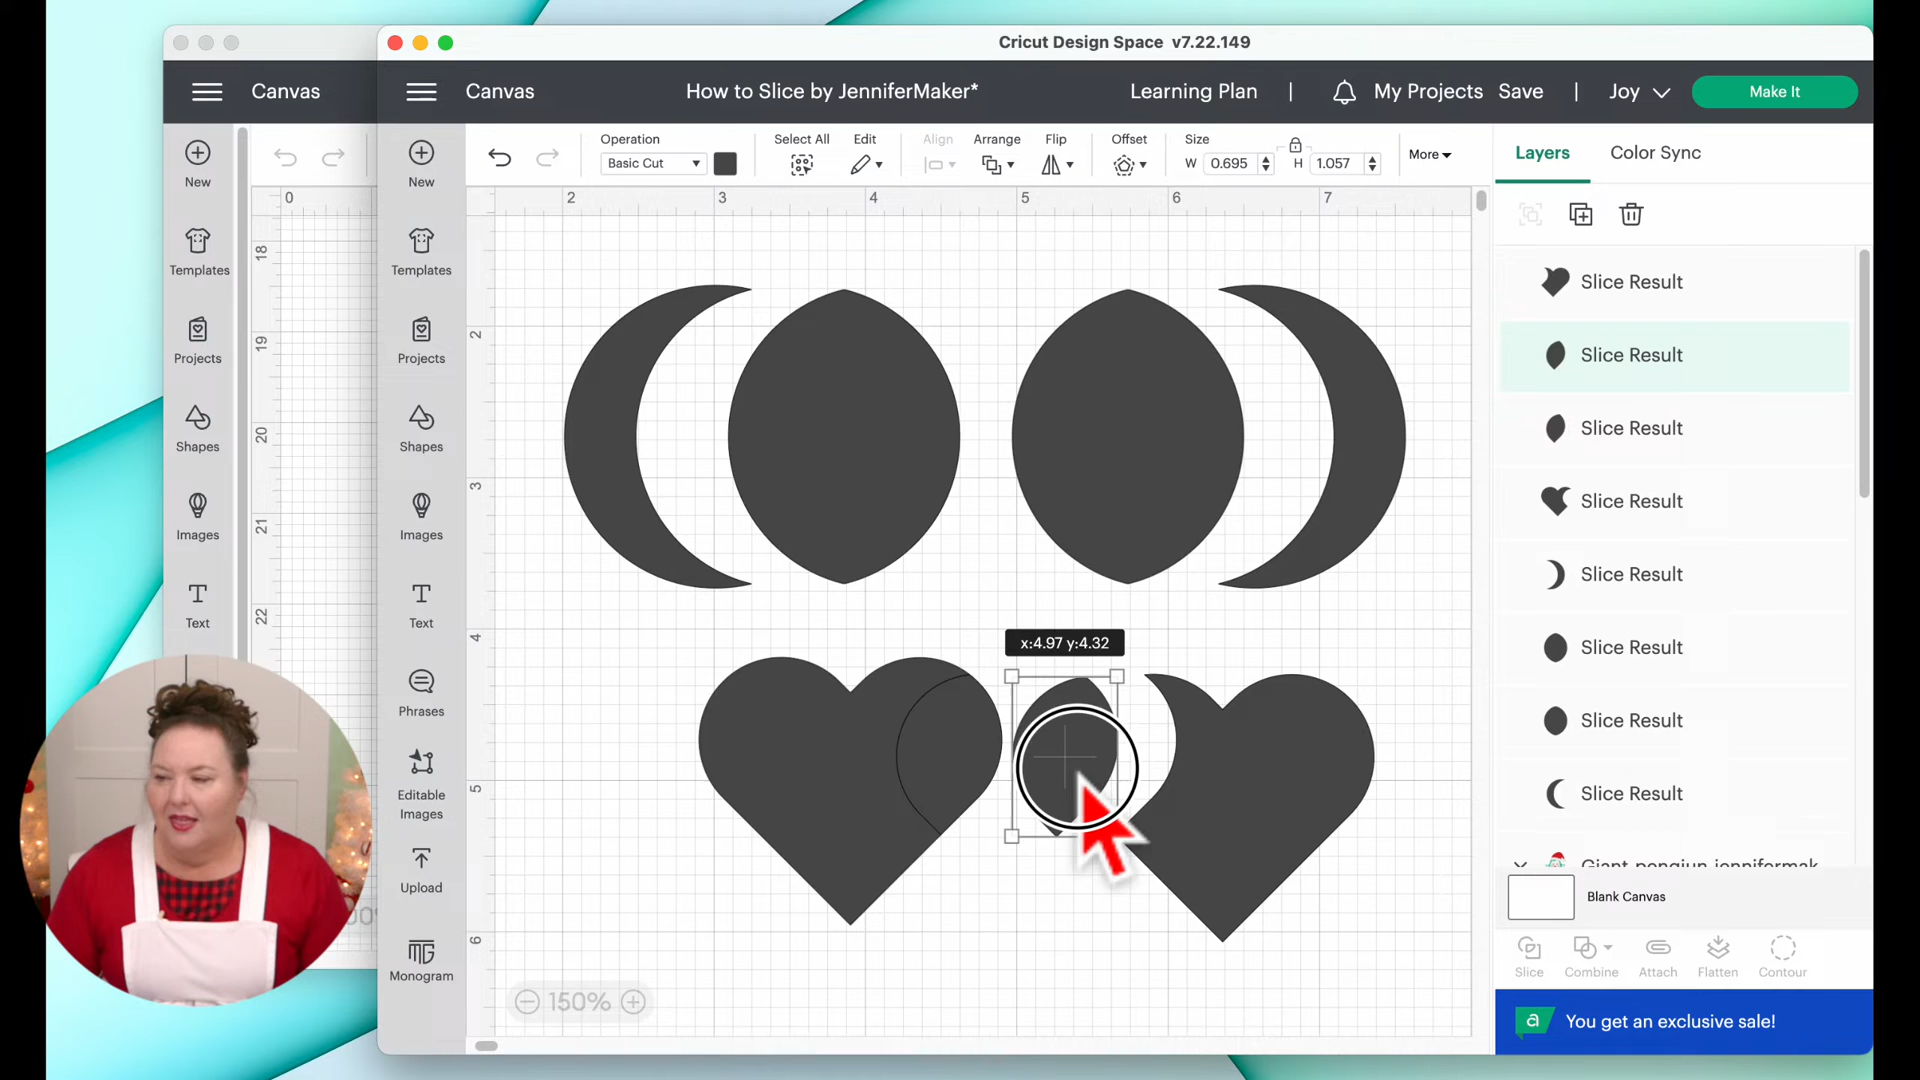 Cricut Design Space v7.22.149
Canvas
Canvas
How to Slice by JenniferMaker*
Learning Plan
|
My Projects
Save
|
Joy
Make It
New
Templates
Projects
Shapes
Images
Text
0
18
19
20
21
22
New
Templates
Projects
Shapes
Images
Text
Phrases
Editable
Images
Upload
MG
Monogram
Operation
Basic Cut
Select All
Edit
Align
Arrange
Flip
Offset
Size
W 0.695
H 1.057
More
2 3 4 5 6 7
2
3
4
5
6
x:4.97 y:4.32
150%
Layers
Color Sync
Slice Result
Slice Result
Slice Result
Slice Result
Slice Result
Slice Result
Slice Result
Slice Result
Blank Canvas
Slice
Combine
Attach
Flatten
Contour
a
You get an exclusive sale!